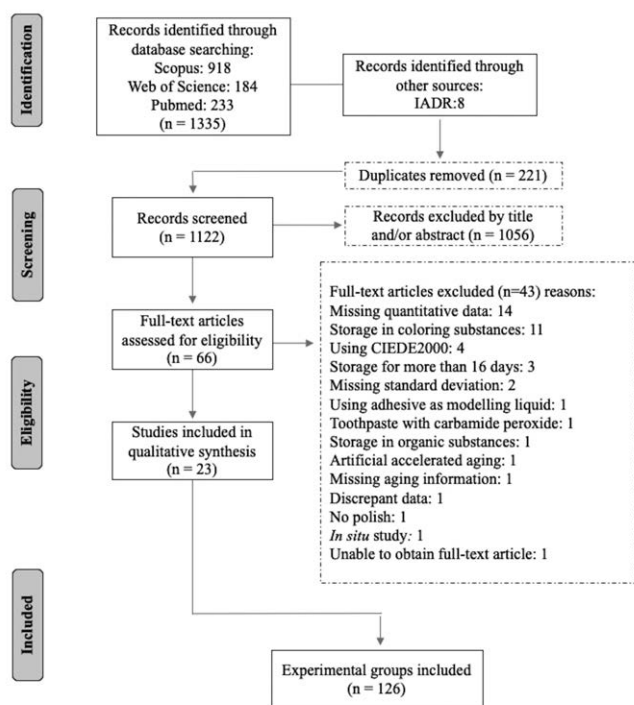 Identification
Records identified through
database searching:
Scopus: 918
Web of Science: 184
Pubmed: 233
(n = 1335)
Records identified through
other sources:
IADR:8
Duplicates removed (n = 221)
Screening
Records screened
(n = 1122)
Records excluded by title
and/or abstract (n = 1056)
Eligibility
Full-text articles
assessed for eligibility
(n = 66)
Full-text articles excluded (n=43) reasons:
Missing quantitative data: 14
Storage in coloring substances: 11
Using CIEDE2000: 4
Storage for more than 16 days: 3
Missing standard deviation: 2
Using adhesive as modelling liquid: 1
Toothpaste with carbamide peroxide: 1
Storage in organic substances: 1
Artificial accelerated aging: 1
Missing aging information: 1
Discrepant data: 1
No polish: 1
In situ study: 1
Unable to obtain full-text article: 1
Studies included in
qualitative synthesis
(n = 23)
Included
Experimental groups included
(n = 126)